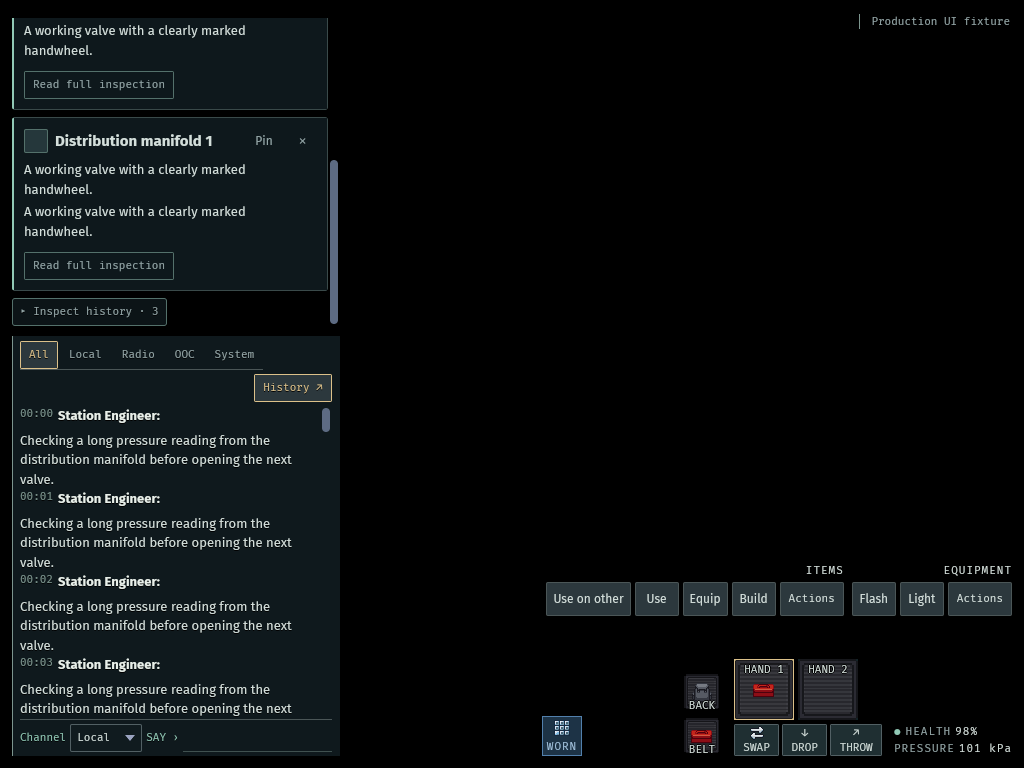 Production UI fixture
A working valve with a clearly marked
handwheel.
Read full inspection
Distribution manifold 1 Pin ×
A working valve with a clearly marked
handwheel.
A working valve with a clearly marked
handwheel.
Read full inspection
▸ Inspect history · 3
All Local Radio OOC System
History ↗
00:00 Station Engineer:
Checking a long pressure reading from the
distribution manifold before opening the next
valve.
00:01 Station Engineer:
Checking a long pressure reading from the
distribution manifold before opening the next
valve.
00:02 Station Engineer:
Checking a long pressure reading from the
distribution manifold before opening the next
valve.
00:03 Station Engineer:
Checking a long pressure reading from the
distribution manifold before opening the next
Channel Local SAY ›
ITEMS EQUIPMENT
Use on other Use Equip Build Actions Flash Light Actions
HAND 1 HAND 2
BACK
WORN
BELT
SWAP DROP THROW
HEALTH 98%
PRESSURE 101 kPa